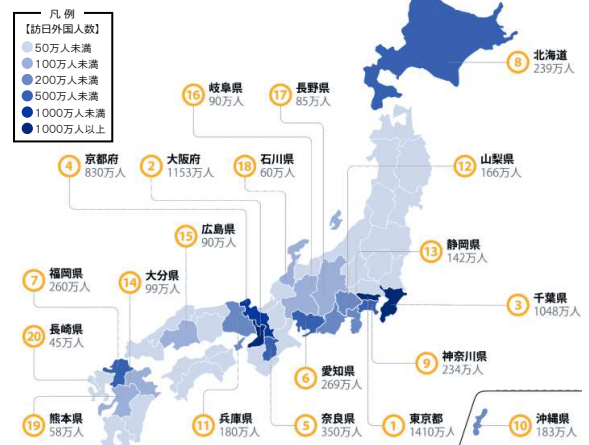 凡 例
【訪日外国人数】
50万人未満
100万人未満
200万人未満
500万人未満
1000万人未満
1000万人以上
8 北海道
239万人
16 岐阜県
90万人
17 長野県
85万人
4 京都府
830万人
2 大阪府
1153万人
18 石川県
60万人
12 山梨県
166万人
15 広島県
90万人
13 静岡県
142万人
7 福岡県
260万人
14 大分県
99万人
3 千葉県
1048万人
20 長崎県
45万人
9 神奈川県
234万人
6 愛知県
269万人
19 熊本県
58万人
11 兵庫県
180万人
5 奈良県
350万人
1 東京都
1410万人
10 沖縄県
183万人